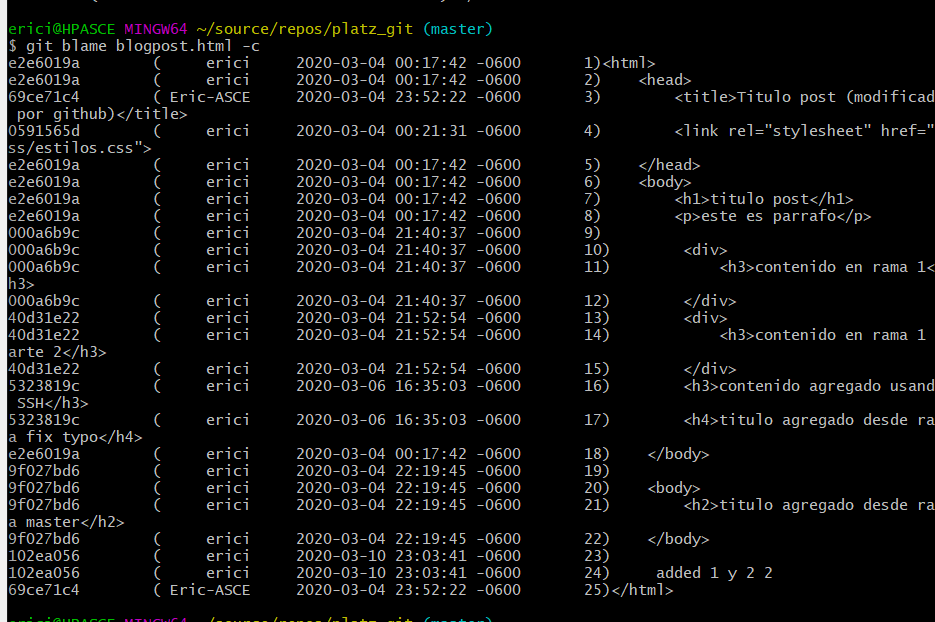 erici@HPASCE MINGW64 ~/source/repos/platz_git (master)
$ git blame blogpost.html -c
e2e6019a        (     erici     2020-03-04 00:17:42 -0600       1)<html>
e2e6019a        (     erici     2020-03-04 00:17:42 -0600       2)    <head>
69ce71c4        ( Eric-ASCE     2020-03-04 23:52:22 -0600       3)        <title>Titulo post (modificad
 por github)</title>
0591565d        (     erici     2020-03-04 00:21:31 -0600       4)        <link rel="stylesheet" href="
ss/estilos.css">
e2e6019a        (     erici     2020-03-04 00:17:42 -0600       5)    </head>
e2e6019a        (     erici     2020-03-04 00:17:42 -0600       6)    <body>
e2e6019a        (     erici     2020-03-04 00:17:42 -0600       7)        <h1>titulo post</h1>
e2e6019a        (     erici     2020-03-04 00:17:42 -0600       8)        <p>este es parrafo</p>
000a6b9c        (     erici     2020-03-04 21:40:37 -0600       9)
000a6b9c        (     erici     2020-03-04 21:40:37 -0600       10)        <div>
000a6b9c        (     erici     2020-03-04 21:40:37 -0600       11)            <h3>contenido en rama 1<
h3>
000a6b9c        (     erici     2020-03-04 21:40:37 -0600       12)        </div>
40d31e22        (     erici     2020-03-04 21:52:54 -0600       13)        <div>
40d31e22        (     erici     2020-03-04 21:52:54 -0600       14)            <h3>contenido en rama 1
arte 2</h3>
40d31e22        (     erici     2020-03-04 21:52:54 -0600       15)        </div>
5323819c        (     erici     2020-03-06 16:35:03 -0600       16)        <h3>contenido agregado usand
 SSH</h3>
5323819c        (     erici     2020-03-06 16:35:03 -0600       17)        <h4>titulo agregado desde ra
a fix typo</h4>
e2e6019a        (     erici     2020-03-04 00:17:42 -0600       18)    </body>
9f027bd6        (     erici     2020-03-04 22:19:45 -0600       19)
9f027bd6        (     erici     2020-03-04 22:19:45 -0600       20)    <body>
9f027bd6        (     erici     2020-03-04 22:19:45 -0600       21)        <h2>titulo agregado desde ra
a master</h2>
9f027bd6        (     erici     2020-03-04 22:19:45 -0600       22)    </body>
102ea056        (     erici     2020-03-10 23:03:41 -0600       23)
102ea056        (     erici     2020-03-10 23:03:41 -0600       24)     added 1 y 2 2
69ce71c4        ( Eric-ASCE     2020-03-04 23:52:22 -0600       25)</html>
erici@HPASCE MINGW64 ~/source/repos/platz_git (master)